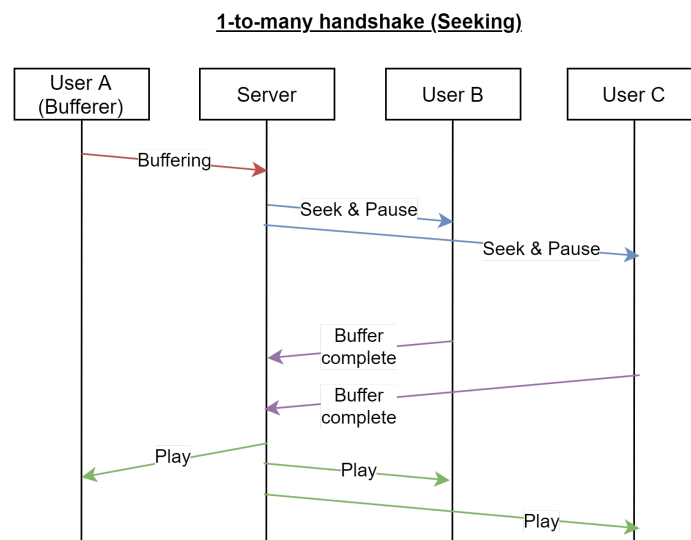 1-to-many handshake (Seeking)
User A
(Bufferer)
Server
User B
User C
Buffering
Seek & Pause
Seek & Pause
Buffer
complete
Buffer
complete
Play
Play
Play